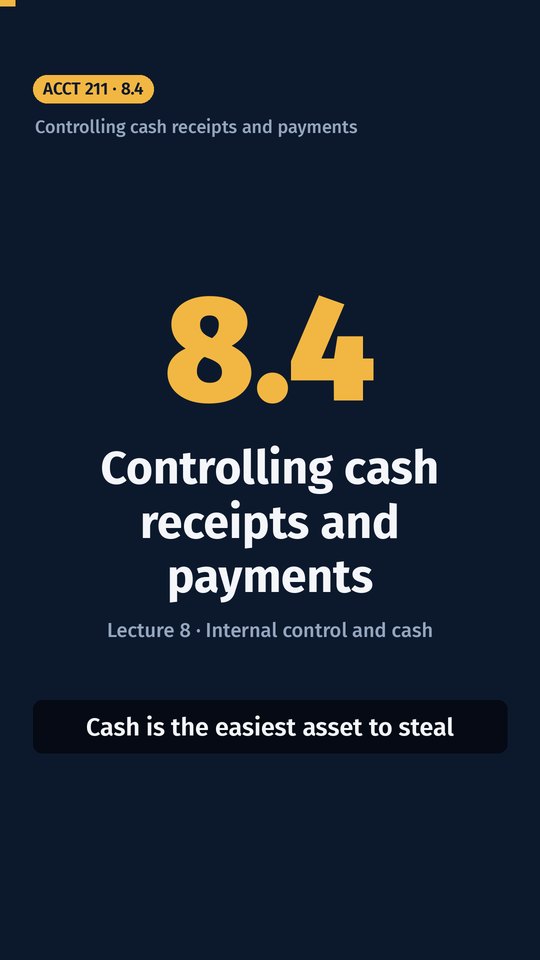 ACCT 211 · 8.4
Controlling cash receipts and payments
8.4
Controlling cash
receipts and
payments
Lecture 8 · Internal control and cash
Cash is the easiest asset to steal